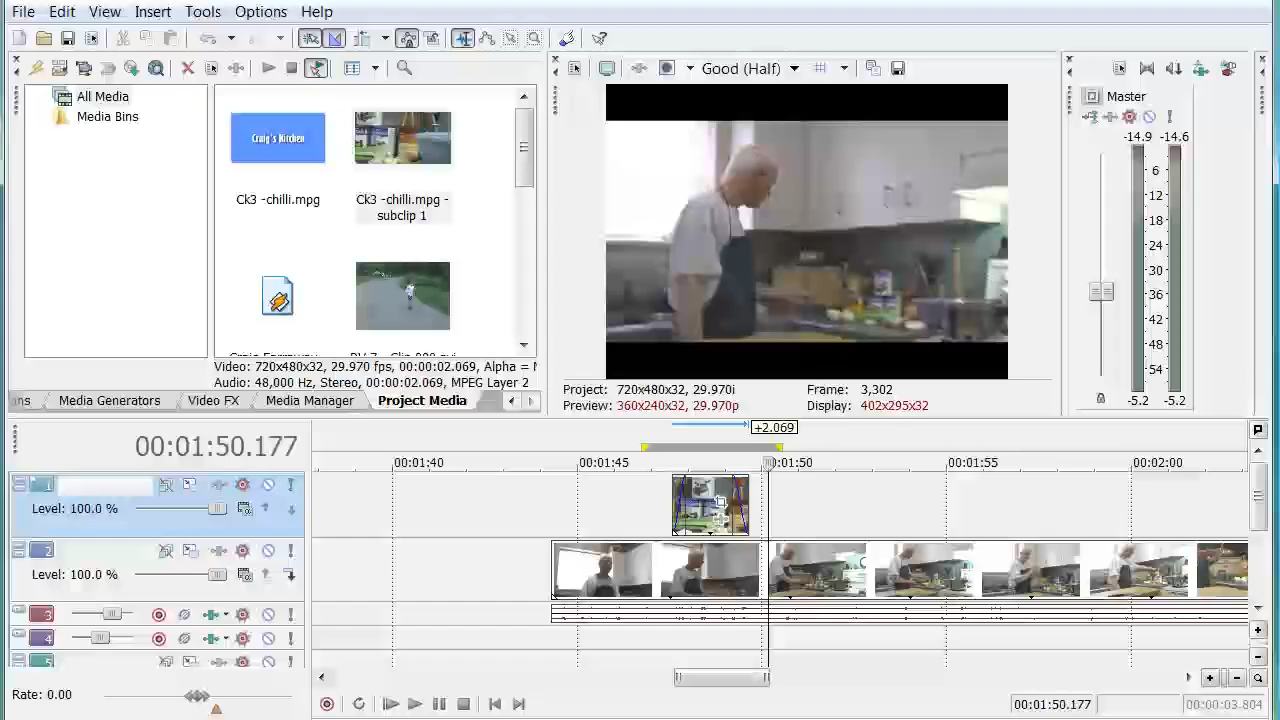 File Edit View Insert Tools Options Help
Good (Half)
All Media
Media Bins
Craig's Kitchen
Ck3 -chilli.mpg
Ck3 -chilli.mpg -
subclip 1
Video: 720x480x32, 29.970 fps, 00:00:02.069, Alpha =
Audio: 48,000 Hz, Stereo, 00:00:02.069, MPEG Layer 2
ns Media Generators Video FX Media Manager Project Media
Project: 720x480x32, 29.970i Frame: 3,302
Preview: 360x240x32, 29.970p Display: 402x295x32
Master
-14.9 -14.6
6
12
18
24
30
36
42
48
54
-5.2 -5.2
+2.069
00:01:50.177
00:01:40 00:01:45 00:01:50 00:01:55 00:02:00
1
Level: 100.0 %
2
Level: 100.0 %
3
4
5
Rate: 0.00
00:01:50.177 00:00:03.804